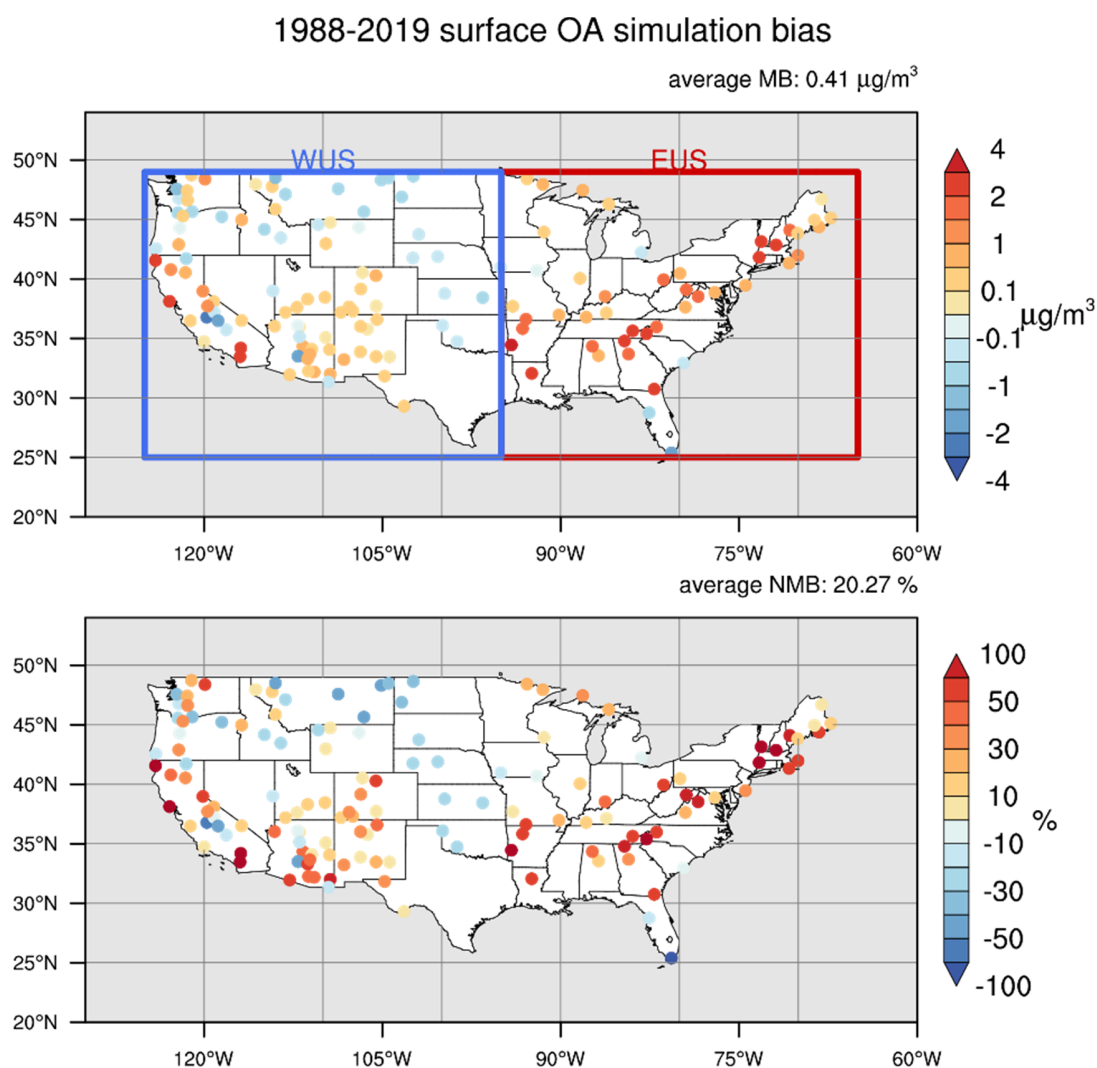 1988-2019 surface OA simulation bias
average MB: 0.41 µg/m³
WUS EUS
50°N
45°N
40°N
35°N
30°N
25°N
20°N
120°W 105°W 90°W 75°W 60°W
4
2
1
0.1
-0.1
-1
-2
-4
µg/m³
average NMB: 20.27 %
50°N
45°N
40°N
35°N
30°N
25°N
20°N
120°W 105°W 90°W 75°W 60°W
100
50
30
10
-10
-30
-50
-100
%